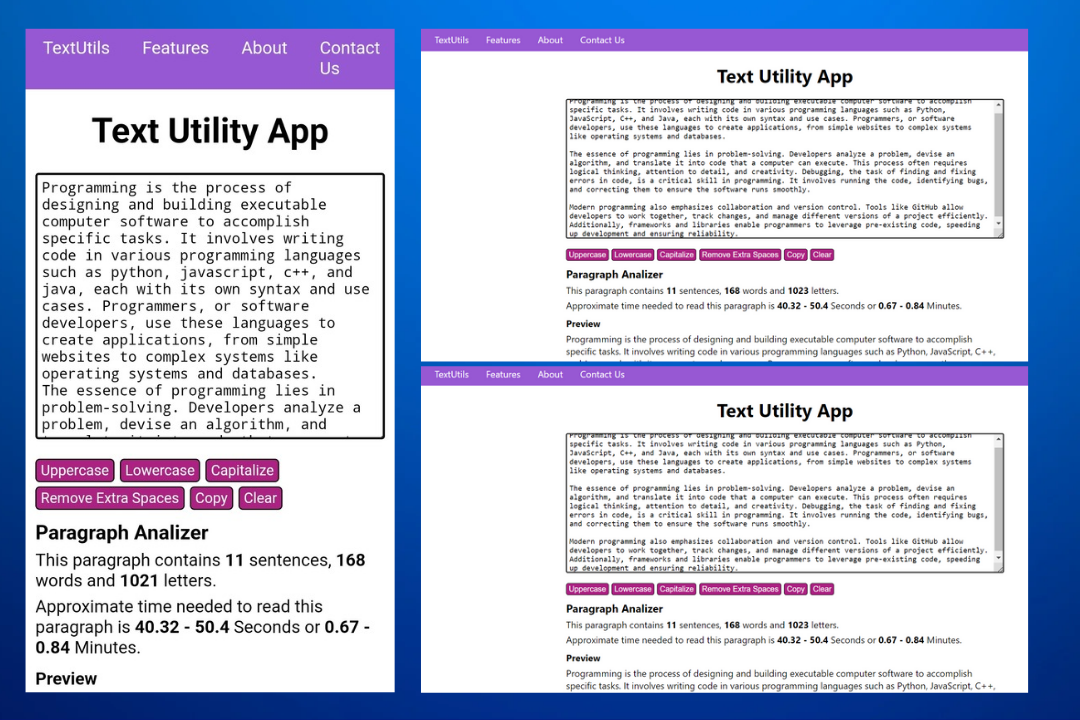 TextUtils Features About Contact
Us
Text Utility App
Programming is the process of
designing and building executable
computer software to accomplish
specific tasks. It involves writing
code in various programming languages
such as python, javascript, c++, and
java, each with its own syntax and use
cases. Programmers, or software
developers, use these languages to
create applications, from simple
websites to complex systems like
operating systems and databases.
The essence of programming lies in
problem-solving. Developers analyze a
problem, devise an algorithm, and
Uppercase Lowercase Capitalize
Remove Extra Spaces Copy Clear
Paragraph Analizer
This paragraph contains 11 sentences, 168
words and 1021 letters.
Approximate time needed to read this
paragraph is 40.32 - 50.4 Seconds or 0.67 -
0.84 Minutes.
Preview
TextUtils Features About Contact Us
Text Utility App
Programming is the process of designing and building executable computer software to accomplish
specific tasks. It involves writing code in various programming languages such as Python,
JavaScript, C++, and Java, each with its own syntax and use cases. Programmers, or software
developers, use these languages to create applications, from simple websites to complex systems
like operating systems and databases.
The essence of programming lies in problem-solving. Developers analyze a problem, devise an
algorithm, and translate it into code that a computer can execute. This process often requires
logical thinking, attention to detail, and creativity. Debugging, the task of finding and fixing
errors in code, is a critical skill in programming. It involves running the code, identifying bugs,
and correcting them to ensure the software runs smoothly.
Modern programming also emphasizes collaboration and version control. Tools like GitHub allow
developers to work together, track changes, and manage different versions of a project efficiently.
Additionally, frameworks and libraries enable programmers to leverage pre-existing code, speeding
up development and ensuring reliability.
Uppercase Lowercase Capitalize Remove Extra Spaces Copy Clear
Paragraph Analizer
This paragraph contains 11 sentences, 168 words and 1023 letters.
Approximate time needed to read this paragraph is 40.32 - 50.4 Seconds or 0.67 - 0.84 Minutes.
Preview
Programming is the process of designing and building executable computer software to accomplish
specific tasks. It involves writing code in various programming languages such as Python, JavaScript, C++,
TextUtils Features About Contact Us
Text Utility App
Programming is the process of designing and building executable computer software to accomplish
specific tasks. It involves writing code in various programming languages such as Python,
JavaScript, C++, and Java, each with its own syntax and use cases. Programmers, or software
developers, use these languages to create applications, from simple websites to complex systems
like operating systems and databases.
The essence of programming lies in problem-solving. Developers analyze a problem, devise an
algorithm, and translate it into code that a computer can execute. This process often requires
logical thinking, attention to detail, and creativity. Debugging, the task of finding and fixing
errors in code, is a critical skill in programming. It involves running the code, identifying bugs,
and correcting them to ensure the software runs smoothly.
Modern programming also emphasizes collaboration and version control. Tools like GitHub allow
developers to work together, track changes, and manage different versions of a project efficiently.
Additionally, frameworks and libraries enable programmers to leverage pre-existing code, speeding
up development and ensuring reliability.
Uppercase Lowercase Capitalize Remove Extra Spaces Copy Clear
Paragraph Analizer
This paragraph contains 11 sentences, 168 words and 1023 letters.
Approximate time needed to read this paragraph is 40.32 - 50.4 Seconds or 0.67 - 0.84 Minutes.
Preview
Programming is the process of designing and building executable computer software to accomplish
specific tasks. It involves writing code in various programming languages such as Python, JavaScript, C++,